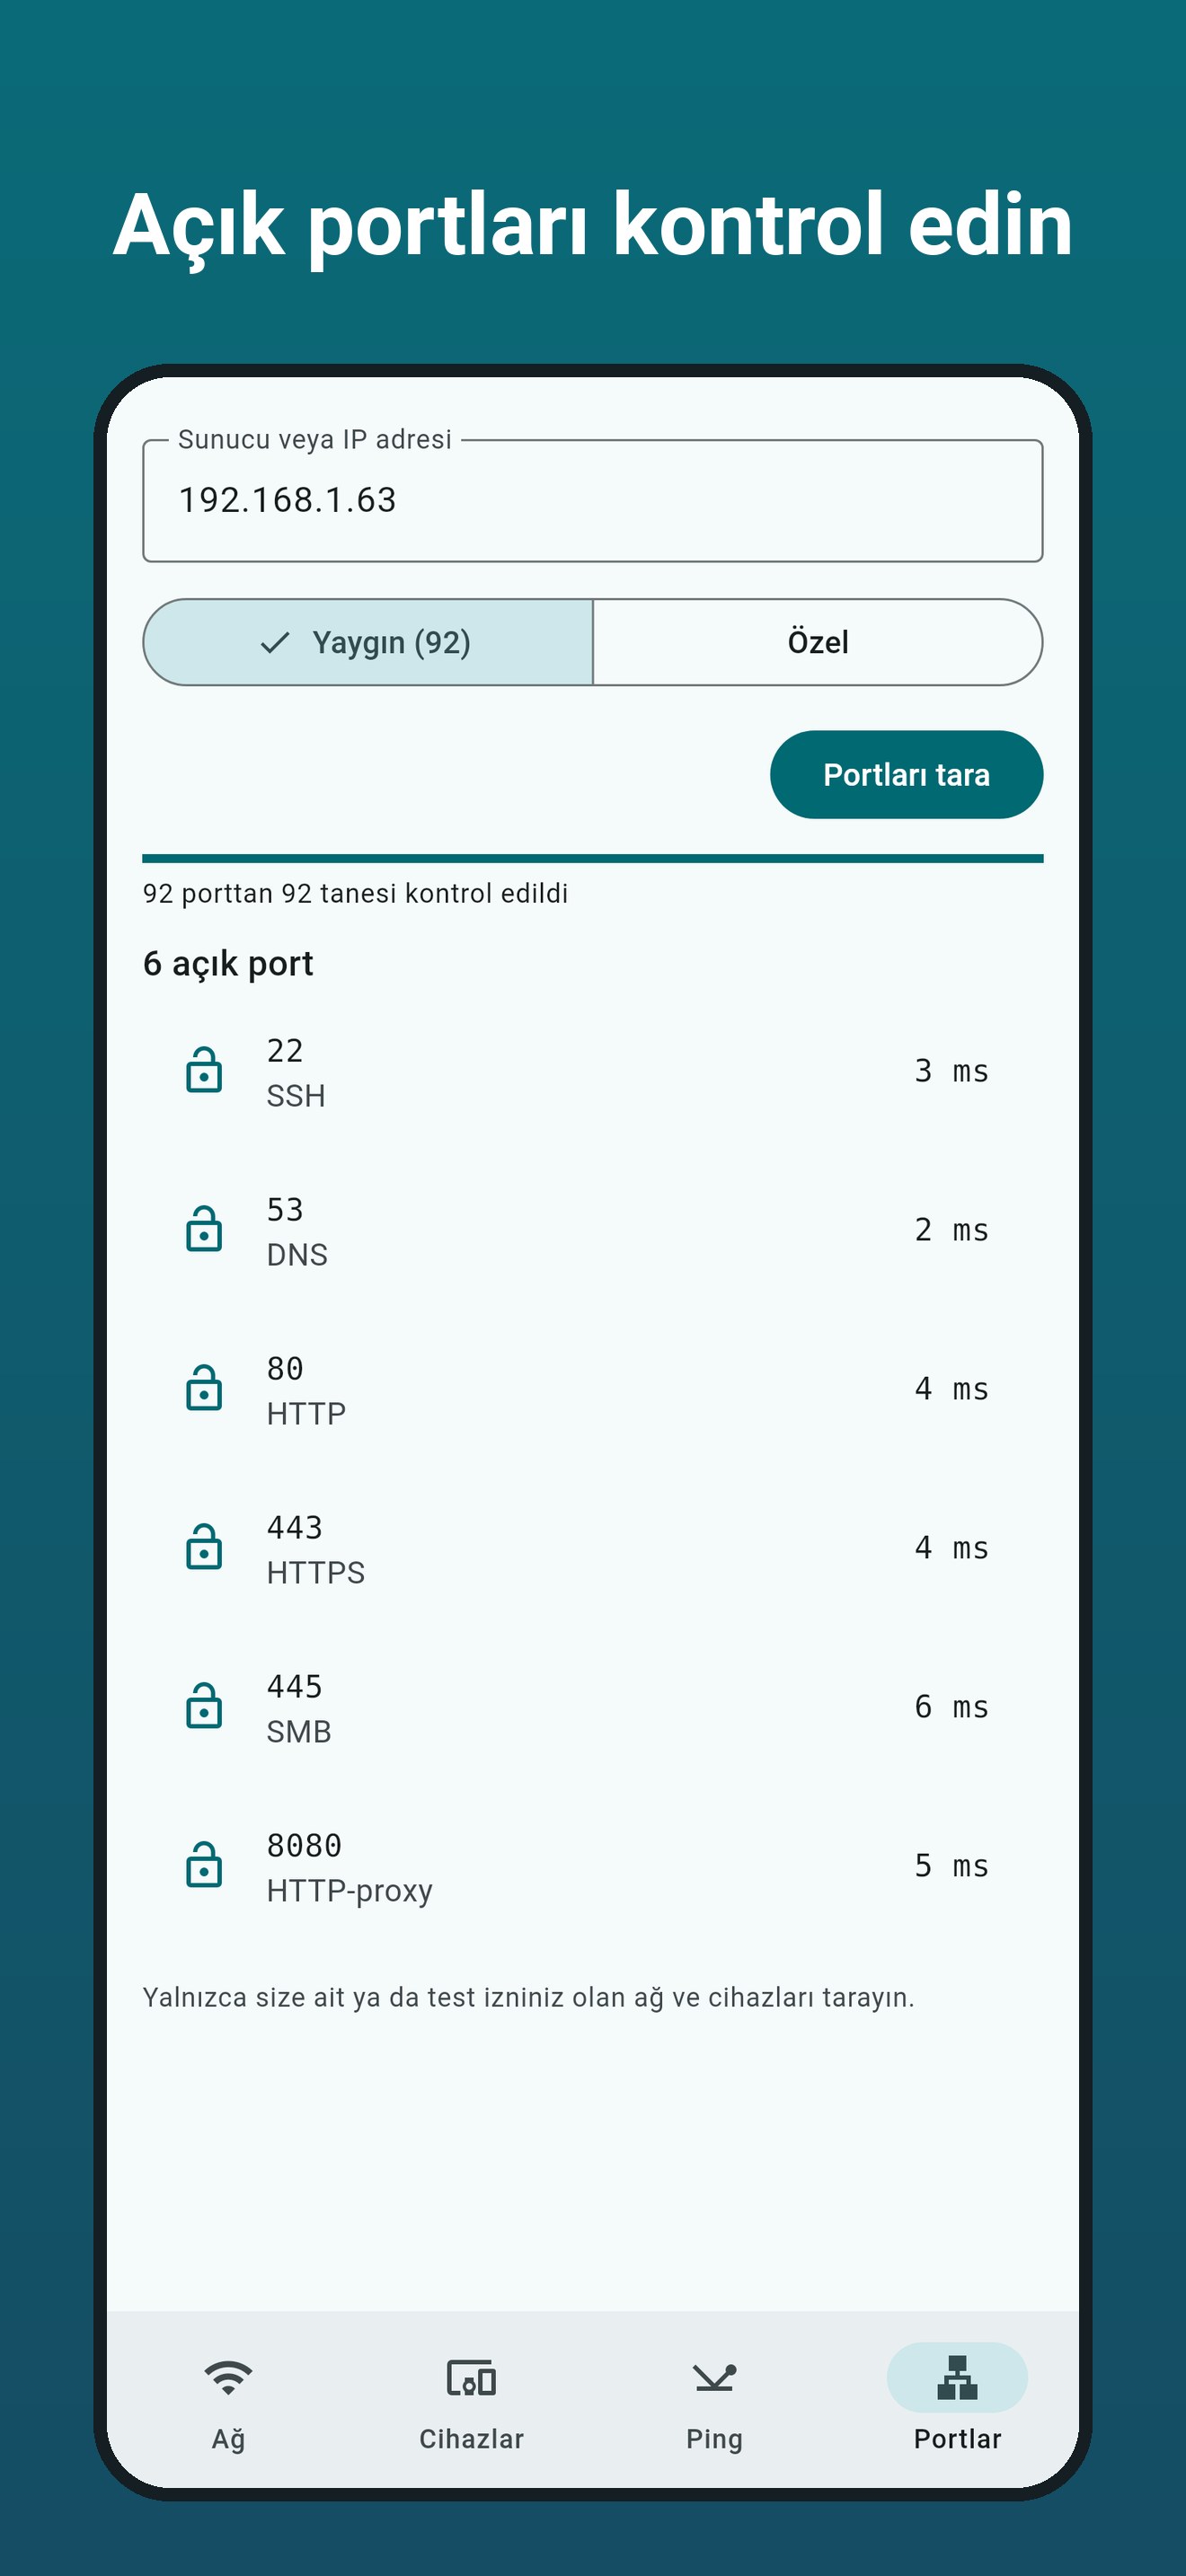 Açık portları kontrol edin
Sunucu veya IP adresi
192.168.1.63
Yaygın (92)
Özel
Portları tara
92 porttan 92 tanesi kontrol edildi
6 açık port
22
SSH
3 ms
53
DNS
2 ms
80
HTTP
4 ms
443
HTTPS
4 ms
445
SMB
6 ms
8080
HTTP-proxy
5 ms
Yalnızca size ait ya da test izniniz olan ağ ve cihazları tarayın.
Ağ
Cihazlar
Ping
Portlar